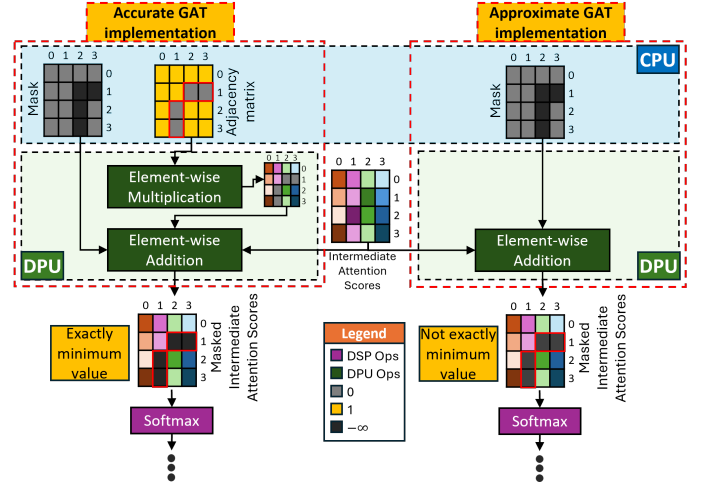 Accurate GAT
implementation
Approximate GAT
implementation
CPU
Mask
0 1 2 3
0
1
2
3
0 1 2 3
0
1
2
3
Adjacency
matrix
Mask
0 1 2 3
0
1
2
3
Element-wise
Multiplication
0 1 2 3
0
1
2
3
0 1 2 3
0
1
2
3
Intermediate
Attention
Scores
Element-wise
Addition
DPU
Element-wise
Addition
DPU
Exactly
minimum
value
0 1 2 3
0
1
2
3
Masked
Intermediate
Attention Scores
Softmax
Legend
DSP Ops
DPU Ops
0
1
−∞
Not exactly
minimum
value
0 1 2 3
0
1
2
3
Masked
Intermediate
Attention Scores
Softmax